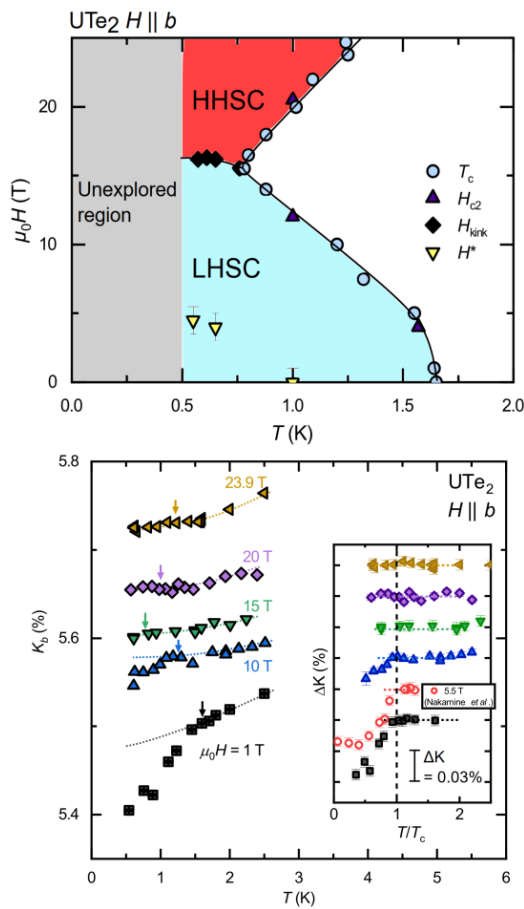 UTe2 H || b
HHSC
LHSC
Unexplored
region
Tc
Hc2
Hkink
H*
20
10
0
μ0H (T)
0.0 0.5 1.0 1.5 2.0
T (K)
UTe2
H || b
23.9 T
20 T
15 T
10 T
μ0H = 1 T
5.8
5.6
5.4
Kb (%)
0 1 2 3 4 5 6
T (K)
ΔK (%)
5.5 T
(Nakamine et al.)
ΔK
= 0.03%
0 1 2
T/Tc